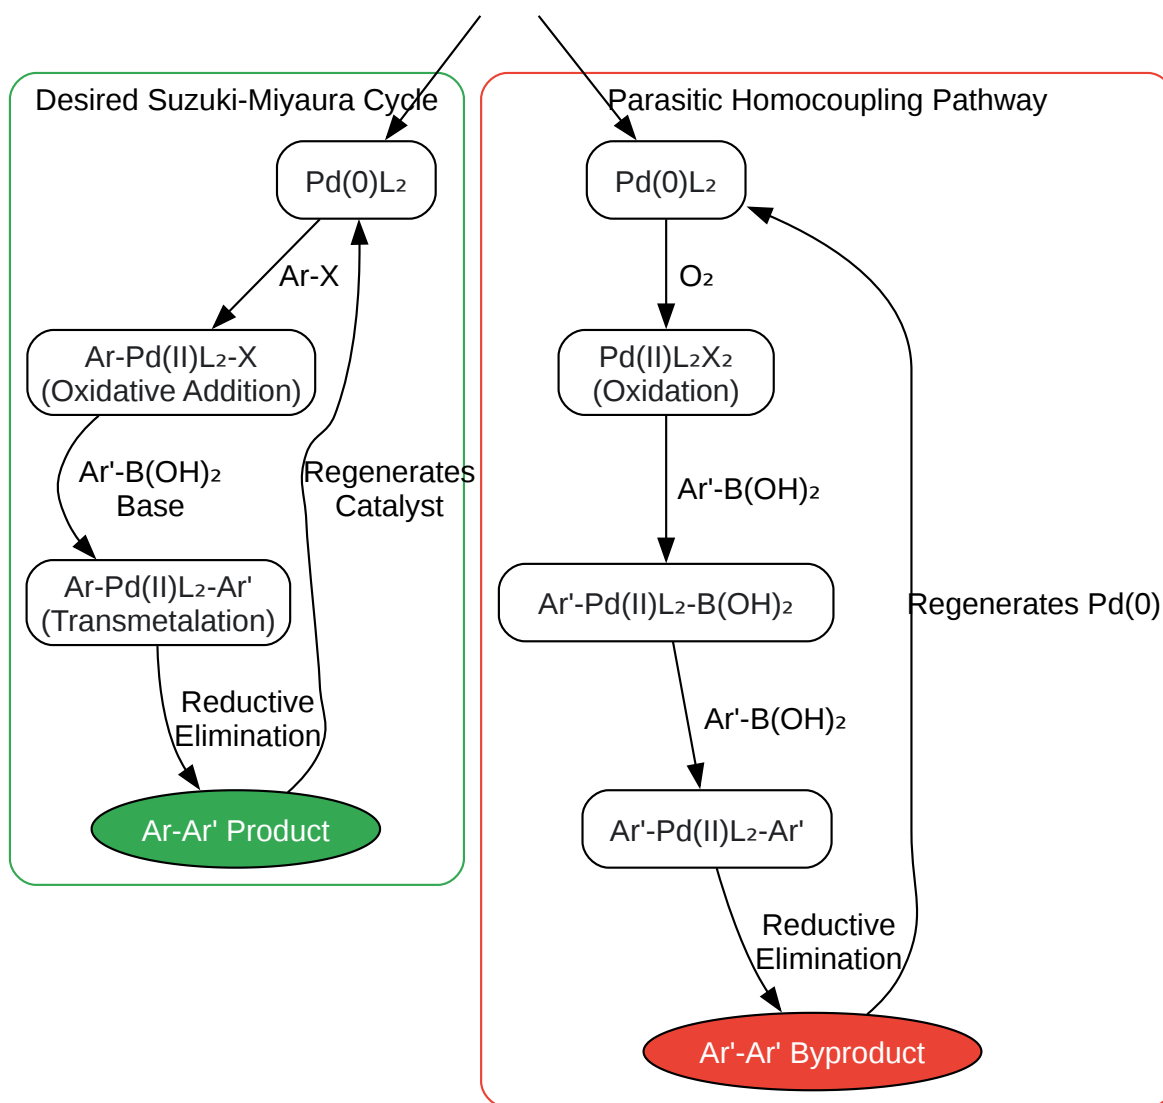 Desired Suzuki-Miyaura Cycle
Pd(0)L₂
Ar-X
Ar-Pd(II)L₂-X
(Oxidative Addition)
Ar'-B(OH)₂
Base
Regenerates
Catalyst
Ar-Pd(II)L₂-Ar'
(Transmetalation)
Reductive
Elimination
Ar-Ar' Product
Parasitic Homocoupling Pathway
Pd(0)L₂
O₂
Pd(II)L₂X₂
(Oxidation)
Ar'-B(OH)₂
Ar'-Pd(II)L₂-B(OH)₂
Regenerates Pd(0)
Ar'-B(OH)₂
Ar'-Pd(II)L₂-Ar'
Reductive
Elimination
Ar'-Ar' Byproduct